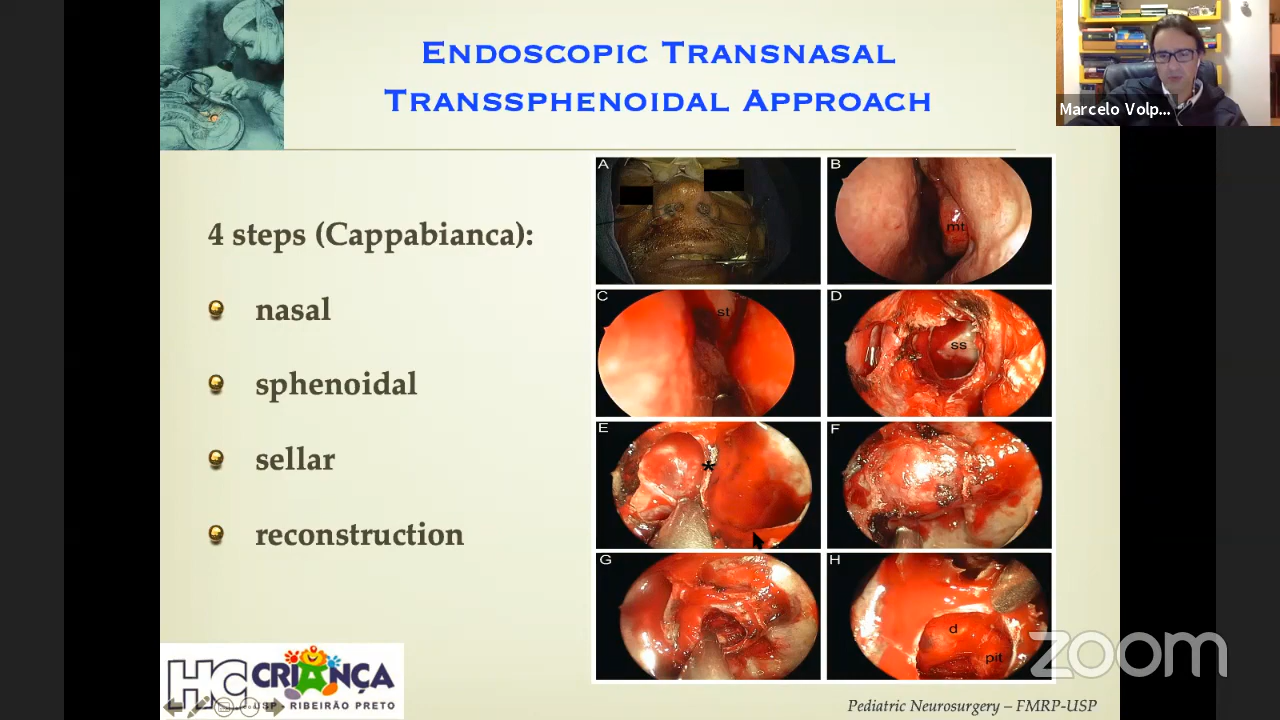 ENDOSCOPIC TRANSNASAL
TRANSSPHENOIDAL APPROACH
Marcelo Volp...
4 steps (Cappabianca):
nasal
sphenoidal
sellar
reconstruction
A
B
mt
C
st
D
ss
E
*
F
G
H
d
pit
HC CRIANÇA
USP RIBEIRÃO PRETO
Pediatric Neurosurgery – FMRP-USP
zoom